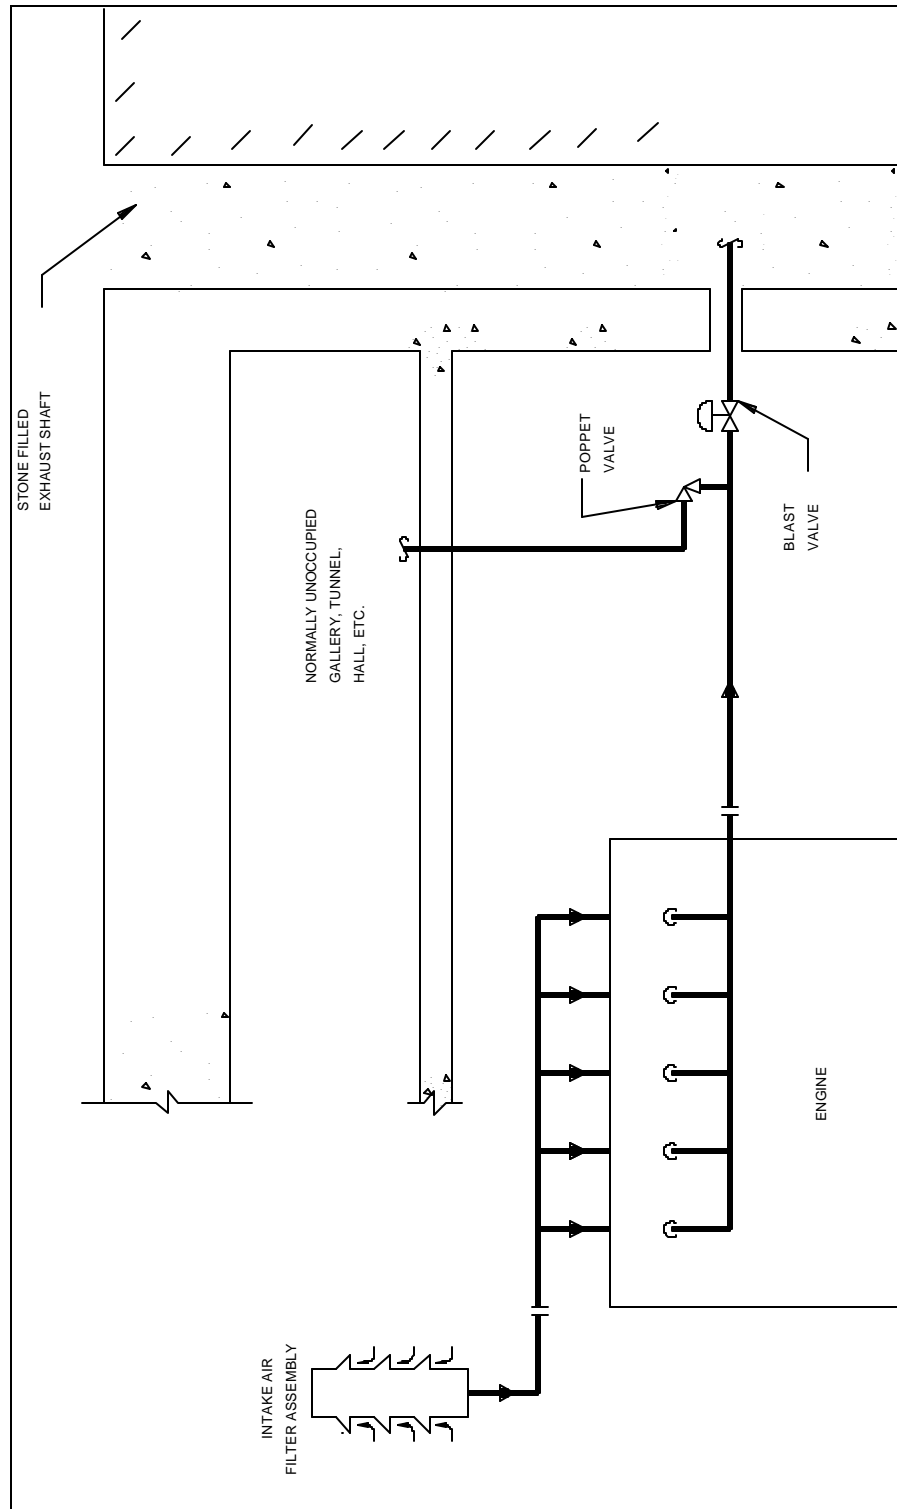 STONE FILLED
EXHAUST SHAFT
NORMALLY UNOCCUPIED
GALLERY, TUNNEL,
HALL, ETC.
POPPET
VALVE
BLAST
VALVE
ENGINE
INTAKE AIR
FILTER ASSEMBLY